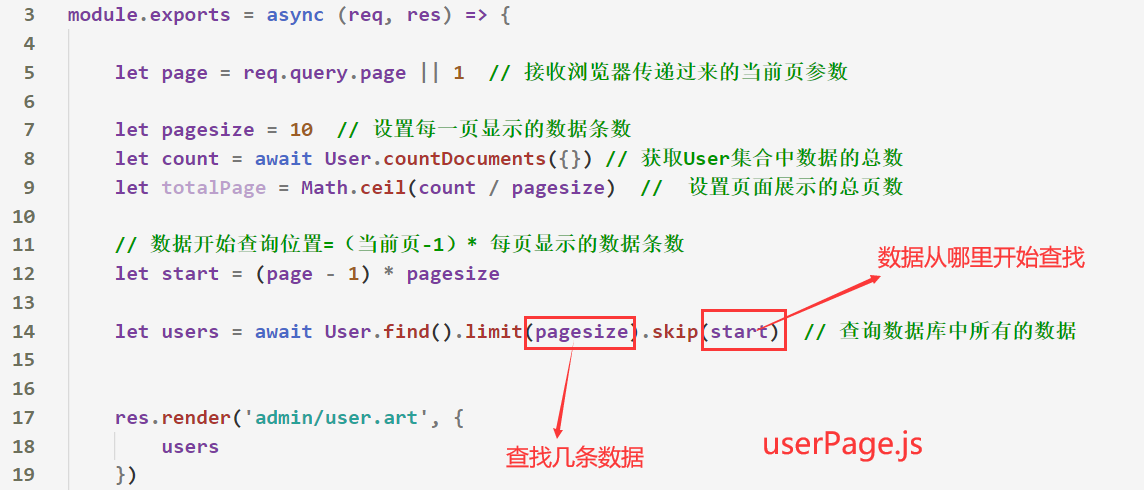 3 module.exports = async (req, res) => {
4
5 let page = req.query.page || 1 // 接收浏览器传递过来的当前页参数
6
7 let pagesize = 10 // 设置每一页显示的数据条数
8 let count = await User.countDocuments({}) // 获取User集合中数据的总数
9 let totalPage = Math.ceil(count / pagesize) // 设置页面展示的总页数
10
11 // 数据开始查询位置=（当前页-1）* 每页显示的数据条数
12 let start = (page - 1) * pagesize
数据从哪里开始查找
13
14 let users = await User.find().limit(pagesize).skip(start) // 查询数据库中所有的数据
15
16
17 res.render('admin/user.art', {
18 users
查找几条数据
userPage.js
19 })